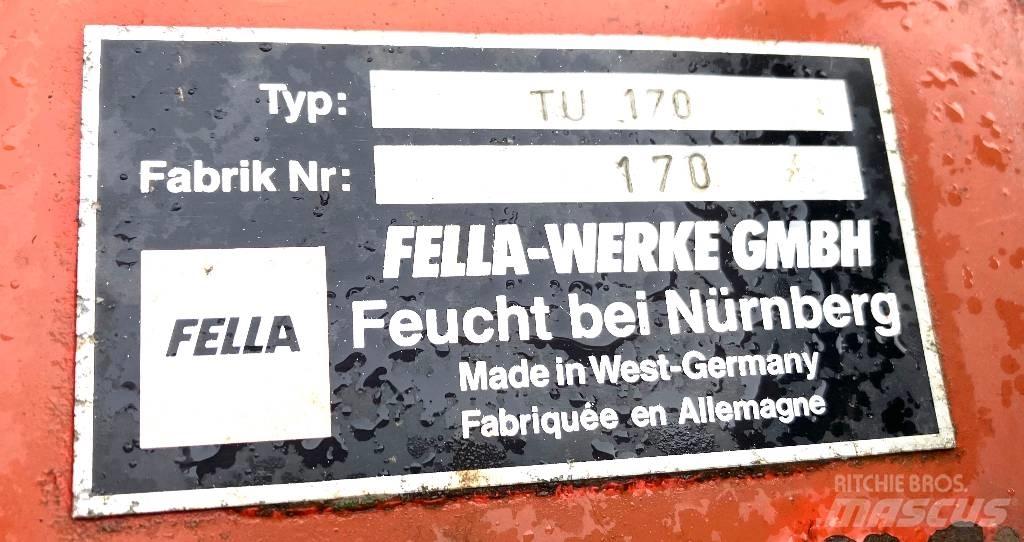 Typ: TU 170
Fabrik Nr: 170
FELLA
FELLA-WERKE GMBH
Feucht bei Nürnberg
Made in West-Germany
Fabriquée en Allemagne
RITCHIE BROS.
MASCUS